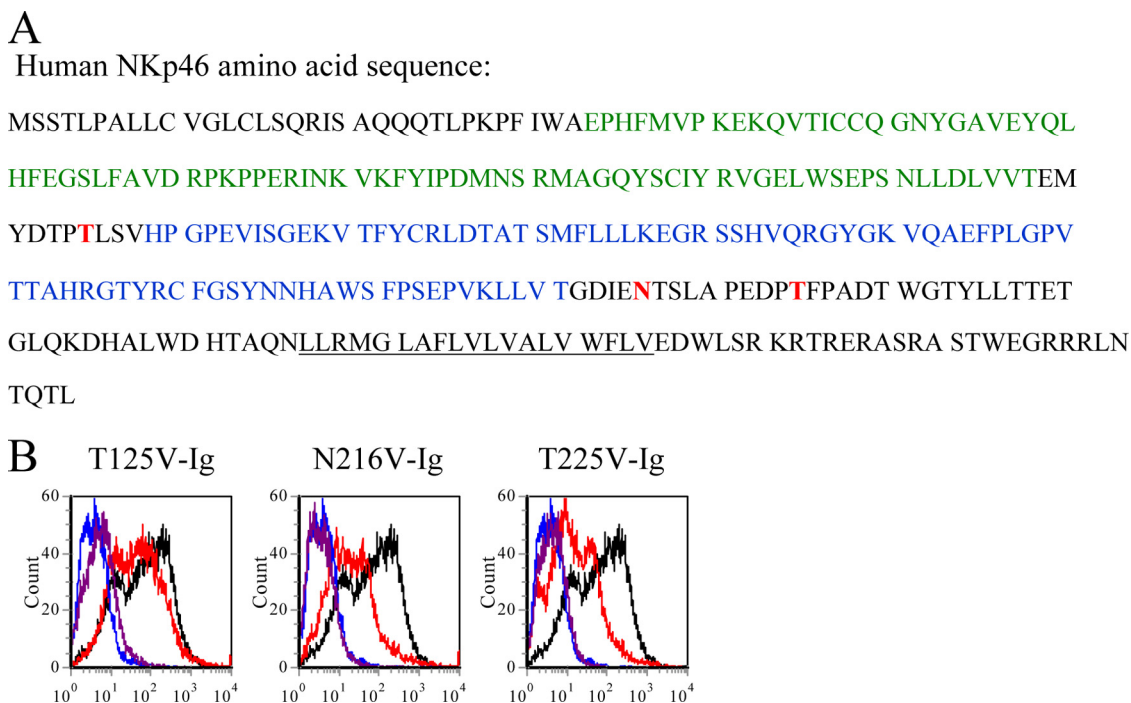 A
Human NKp46 amino acid sequence:
MSSTLPALLC VGLCLSQRIS AQQQTLPKPF IWAEPHFMVP KEKQVTICCQ GNYGAVEYQL
HFEGSLFAVD RPKPPERINK VKFYIPDMNS RMAGQYSCIY RVGELWSEPS NLLDLVVTEM
YDTPTLSVHP GPEVISGEKV TFYCRLDTAT SMFLLLKEGR SSHVQRGYGK VQAEFPLGPV
TTAHRGTYRC FGSYNNHAWS FPSEPVKLLV TGDIENTSLA PEDPTFPADT WGTYLLTTET
GLQKDHALWD HTAQNLLRMG LAFLVLVALV WFLVEDWLSR KRTRERASRA STWEGRRRLN
TQTL
B
T125V-Ig N216V-Ig T225V-Ig
60 60 60
40 40 40
Count Count Count
20 20 20
0 0 0
10^0 10^1 10^2 10^3 10^4 10^0 10^1 10^2 10^3 10^4 10^0 10^1 10^2 10^3 10^4